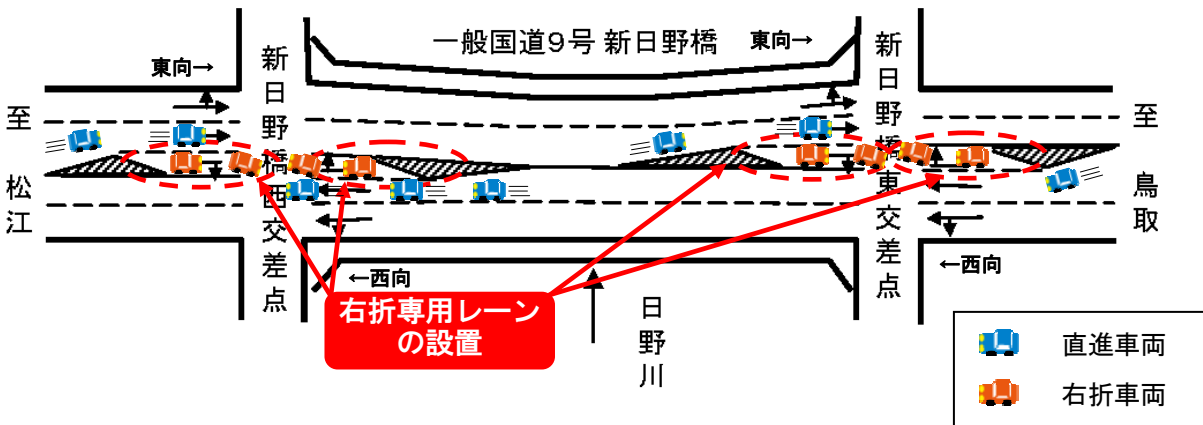 一般国道9号 新日野橋
東向→
東向→
至松江
新日野橋西交差点
新日野橋東交差点
至鳥取
←西向
←西向
右折専用レーン
の設置
日野川
直進車両
右折車両